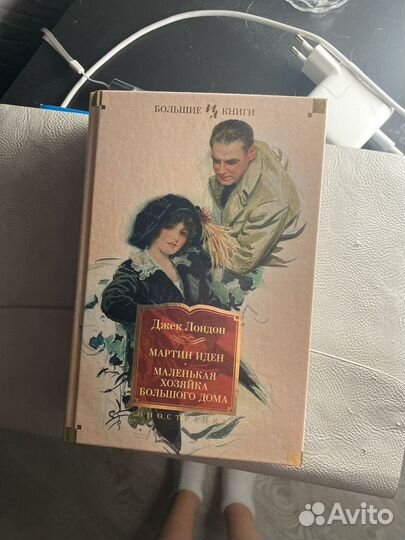 БОЛЬШИЕ И КНИГИ
Джек Лондон
МАРТИН ИДЕН
МАЛЕНЬКАЯ
ХОЗЯЙКА
БОЛЬШОГО ДОМА
ИНОСТРАНКА
Avito